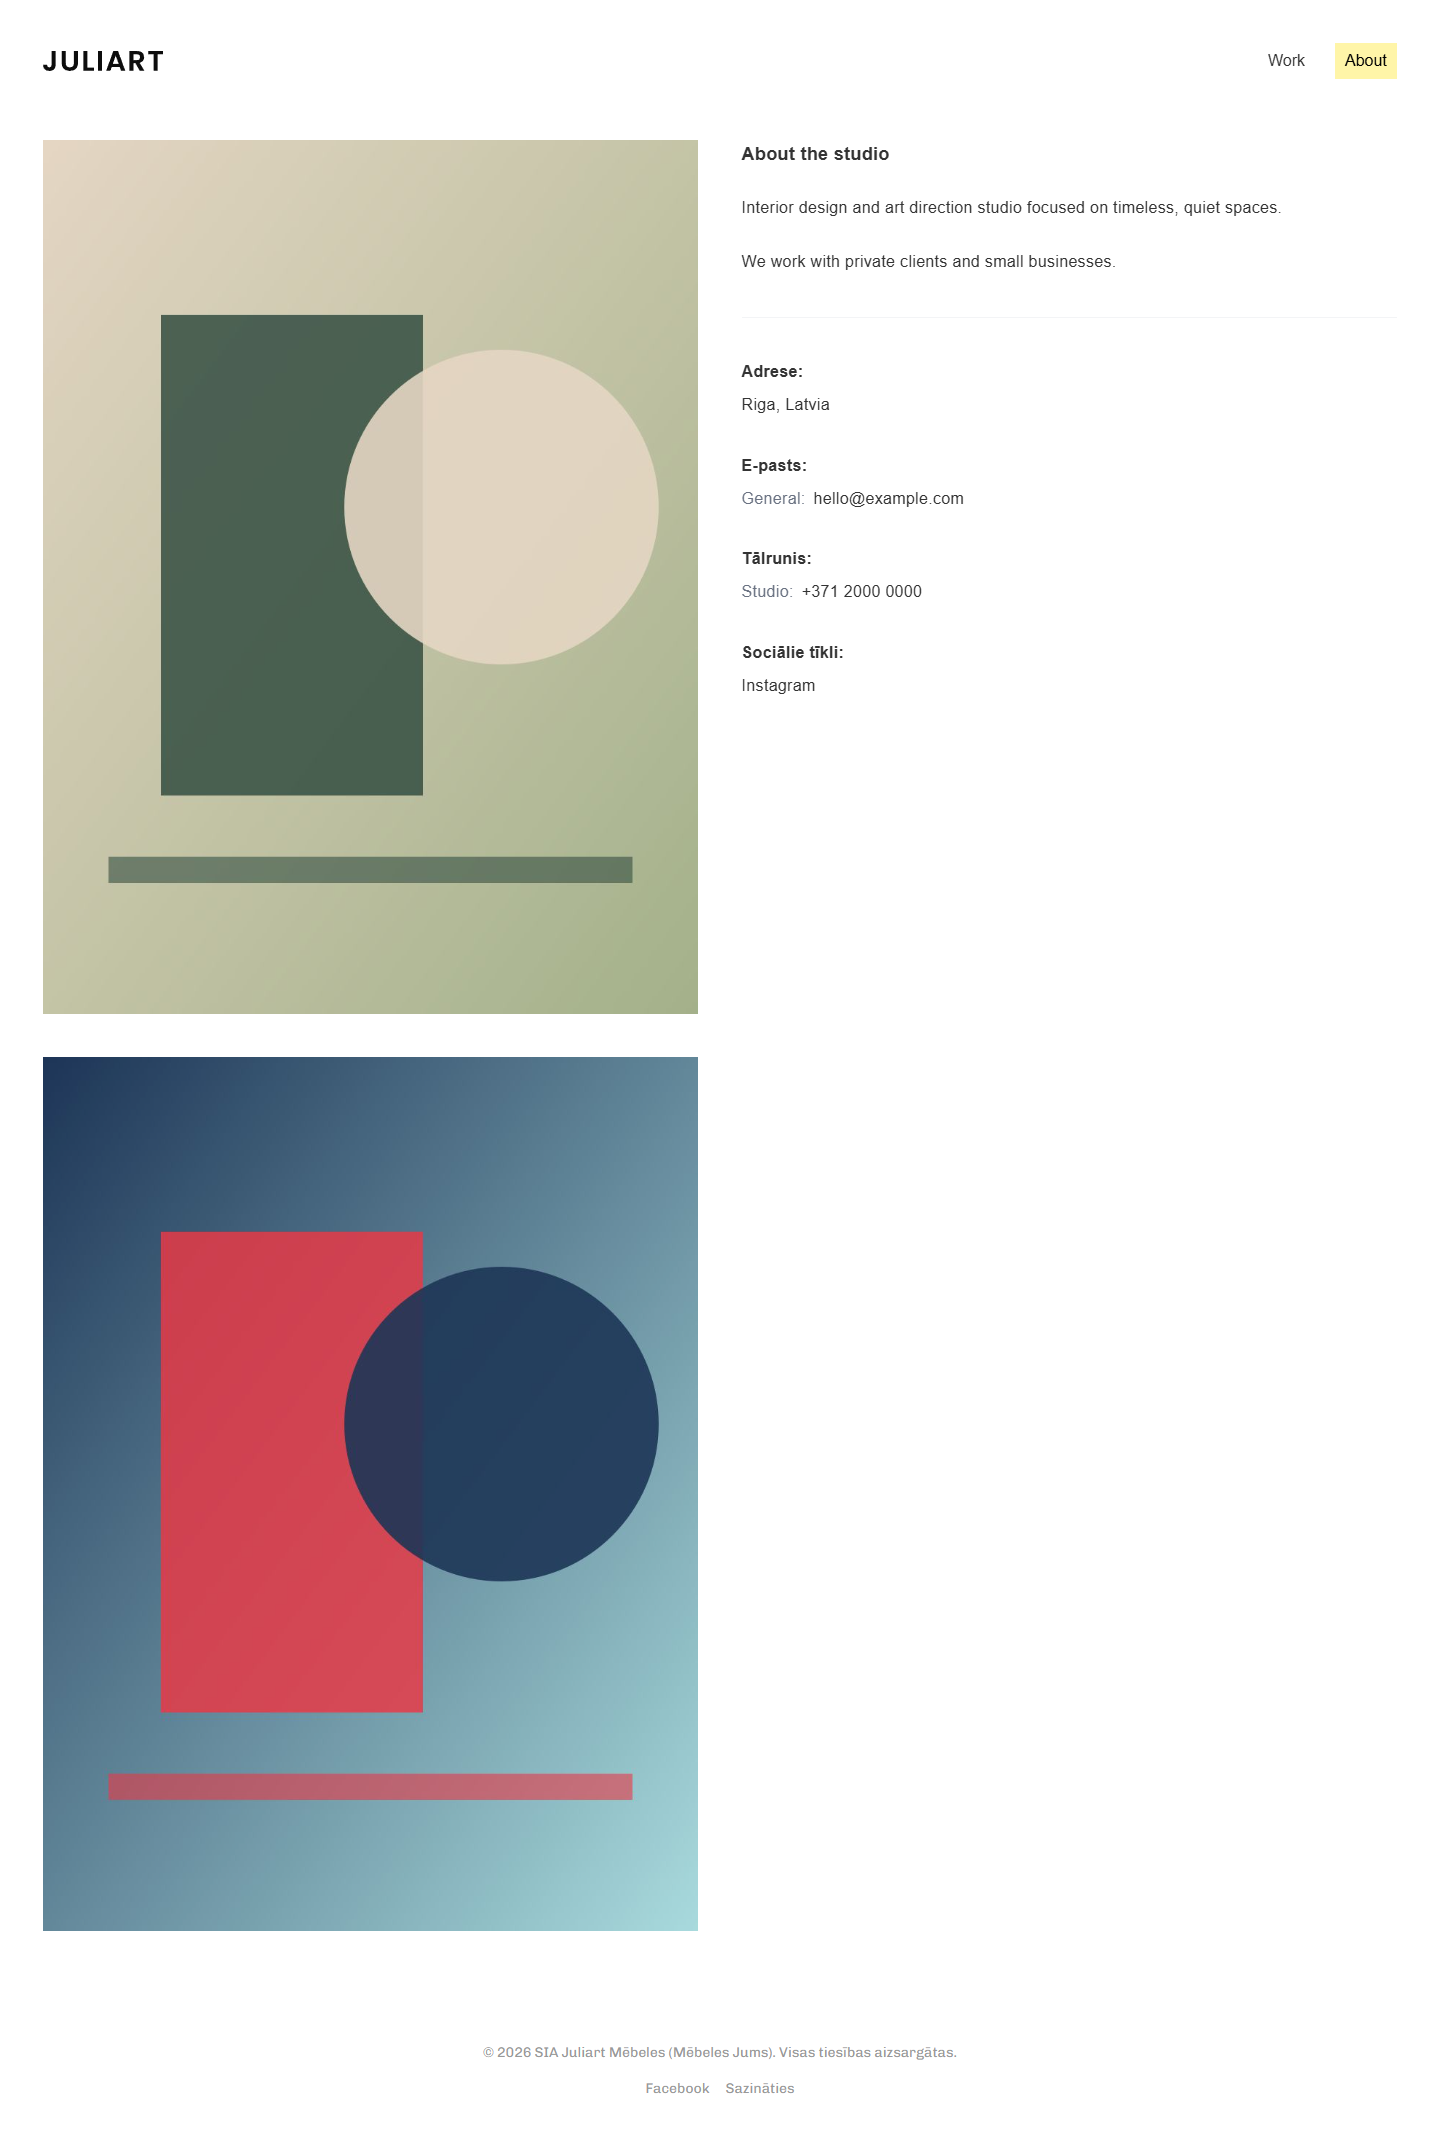 JULIART
Work
About
About the studio
Interior design and art direction studio focused on timeless, quiet spaces.
We work with private clients and small businesses.
Adrese:
Riga, Latvia
E-pasts:
General: hello@example.com
Tālrunis:
Studio: +371 2000 0000
Sociālie tīkli:
Instagram
© 2026 SIA Juliart Mēbeles (Mēbeles Jums). Visas tiesības aizsargātas.
Facebook Sazināties